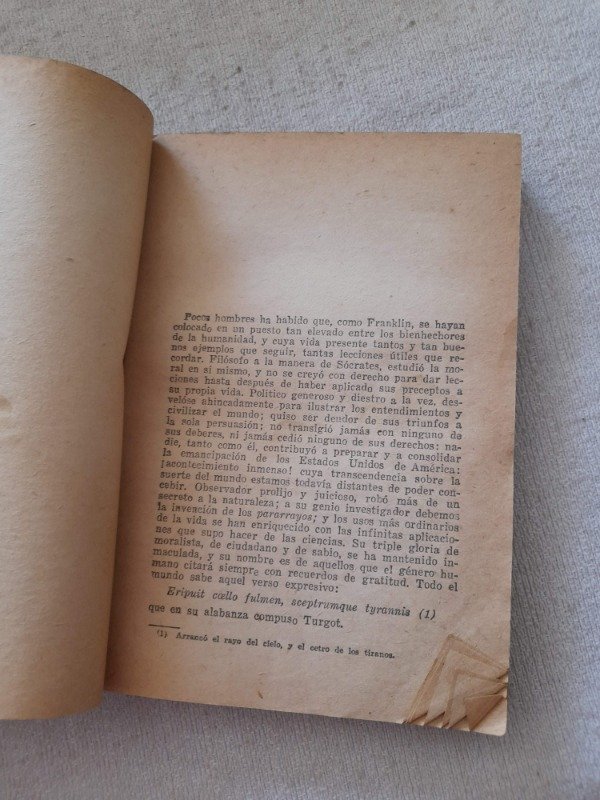 Pocos hombres ha habido que, como Franklin, se hayan
colocado en un puesto tan elevado entre los bienhechores
de la humanidad, y cuya vida presente tantos y tan bue-
nos ejemplos que seguir, tantas lecciones útiles que re-
cordar. Filósofo a la manera de Sócrates, estudió la mo-
ral en sí mismo, y no se creyó con derecho para dar lec-
ciones hasta después de haber aplicado sus preceptos a
su propia vida. Político generoso y diestro a la vez, des-
velóse ahincadamente para ilustrar los entendimientos y
civilizar el mundo; quiso ser deudor de sus triunfos a
la sola persuasión; no transigió jamás con ninguno de
sus deberes, ni jamás cedió ninguno de sus derechos: na-
die, tanto como él, contribuyó a preparar y a consolidar
la emancipación de los Estados Unidos de América:
¡acontecimiento inmenso! cuya transcendencia sobre la
suerte del mundo estamos todavía distantes de poder con-
cebir. Observador prolijo y juicioso, robó más de un
secreto a la naturaleza; a su genio investigador debemos
la invención de los pararrayos; y los usos más ordinarios
de la vida se han enriquecido con las infinitas aplicacio-
nes que supo hacer de las ciencias. Su triple gloria de
moralista, de ciudadano y de sabio, se ha mantenido in-
maculada, y su nombre es de aquellos que el género hu-
mano citará siempre con recuerdos de gratitud. Todo el
mundo sabe aquel verso expresivo:
Eripuit cœllo fulmen, sceptrumque tyrannis (1)
que en su alabanza compuso Turgot.
(1) Arrancó el rayo del cielo, y el cetro de los tiranos.